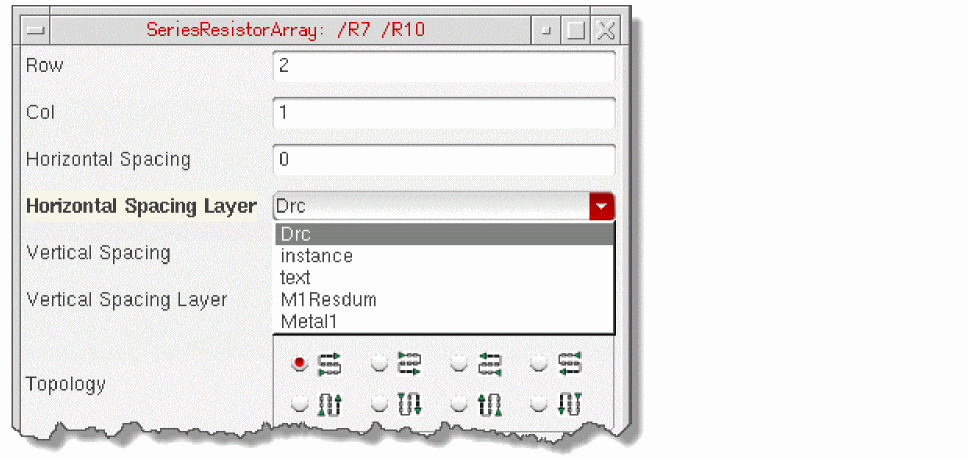 SeriesResistorArray: /R7 /R10
Row 2
Col 1
Horizontal Spacing 0
Horizontal Spacing Layer Drc
Drc
Vertical Spacing instance
text
Vertical Spacing Layer M1Resdum
Metal1
Topology